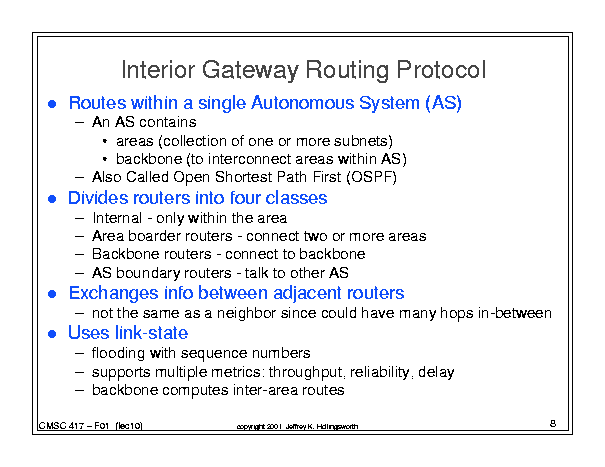 Interior Gateway Routing Protocol
● Routes within a single Autonomous System (AS)
– An AS contains
• areas (collection of one or more subnets)
• backbone (to interconnect areas within AS)
– Also Called Open Shortest Path First (OSPF)
● Divides routers into four classes
– Internal - only within the area
– Area boarder routers - connect two or more areas
– Backbone routers - connect to backbone
– AS boundary routers - talk to other AS
● Exchanges info between adjacent routers
– not the same as a neighbor since could have many hops in-between
● Uses link-state
– flooding with sequence numbers
– supports multiple metrics: throughput, reliability, delay
– backbone computes inter-area routes
CMSC 417 – F01 (lec10) copyright 2001 Jeffrey K. Hollingsworth 8